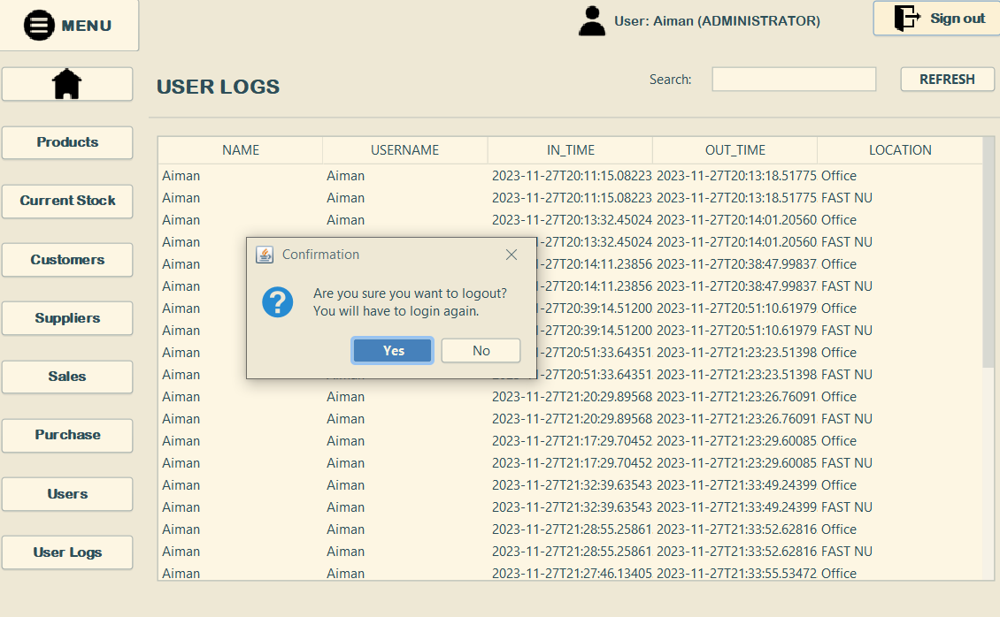 MENU
User: Aiman (ADMINISTRATOR)
Sign out
USER LOGS
Search:
REFRESH
Products
Current Stock
Customers
Suppliers
Sales
Purchase
Users
User Logs
NAME USERNAME IN_TIME OUT_TIME LOCATION
Aiman Aiman 2023-11-27T20:11:15.08223 2023-11-27T20:13:18.51775 Office
Aiman Aiman 2023-11-27T20:11:15.08223 2023-11-27T20:13:18.51775 FAST NU
Aiman Aiman 2023-11-27T20:13:32.45024 2023-11-27T20:14:01.20560 Office
Aiman 1-27T20:13:32.45024 2023-11-27T20:14:01.20560 FAST NU
Aiman 1-27T20:14:11.23856 2023-11-27T20:38:47.99837 Office
Aiman 1-27T20:14:11.23856 2023-11-27T20:38:47.99837 FAST NU
Aiman 1-27T20:39:14.51200 2023-11-27T20:51:10.61979 Office
Aiman 1-27T20:39:14.51200 2023-11-27T20:51:10.61979 FAST NU
Aiman 1-27T20:51:33.64351 2023-11-27T21:23:23.51398 Office
Aiman 1-27T20:51:33.64351 2023-11-27T21:23:23.51398 FAST NU
Aiman Aiman 2023-11-27T21:20:29.89568 2023-11-27T21:23:26.76091 Office
Aiman Aiman 2023-11-27T21:20:29.89568 2023-11-27T21:23:26.76091 FAST NU
Aiman Aiman 2023-11-27T21:17:29.70452 2023-11-27T21:23:29.60085 Office
Aiman Aiman 2023-11-27T21:17:29.70452 2023-11-27T21:23:29.60085 FAST NU
Aiman Aiman 2023-11-27T21:32:39.63543 2023-11-27T21:33:49.24399 Office
Aiman Aiman 2023-11-27T21:32:39.63543 2023-11-27T21:33:49.24399 FAST NU
Aiman Aiman 2023-11-27T21:28:55.25861 2023-11-27T21:33:52.62816 Office
Aiman Aiman 2023-11-27T21:28:55.25861 2023-11-27T21:33:52.62816 FAST NU
Aiman Aiman 2023-11-27T21:27:46.13405 2023-11-27T21:33:55.53472 Office
Confirmation
Are you sure you want to logout?
You will have to login again.
Yes
No